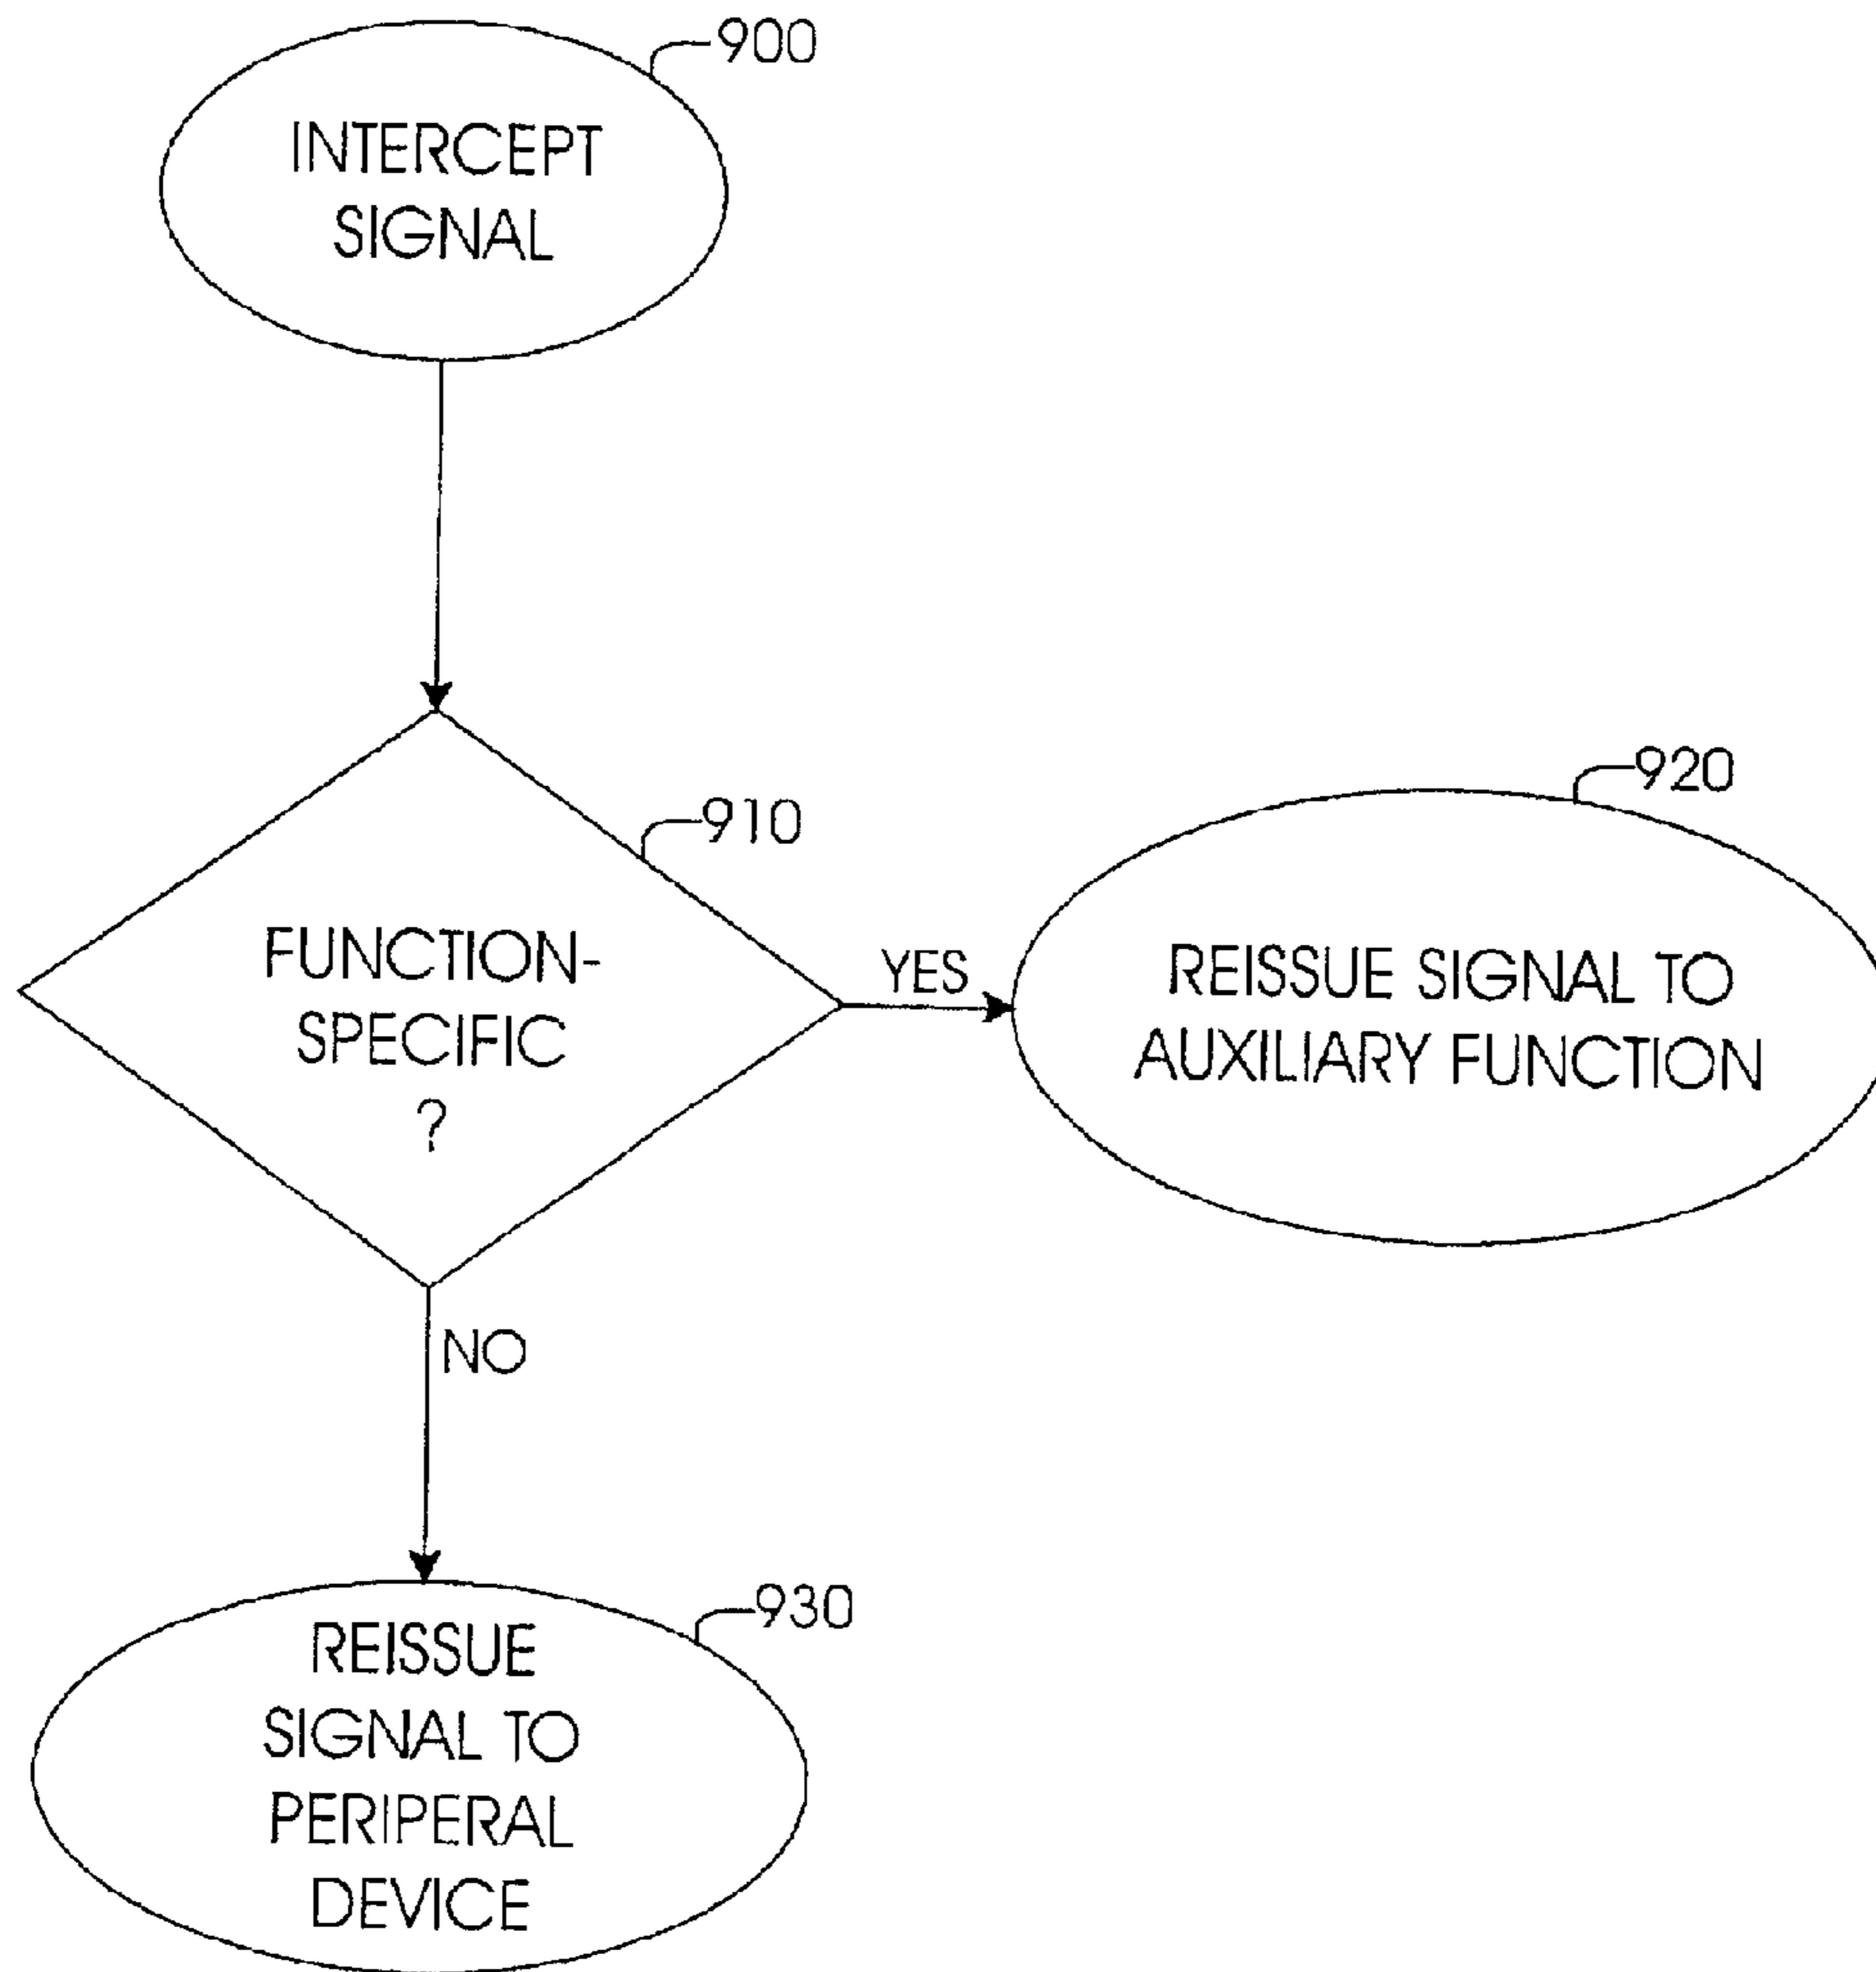 900
INTERCEPT
SIGNAL
910
FUNCTION-
SPECIFIC
?
YES
920
REISSUE SIGNAL TO
AUXILIARY FUNCTION
NO
930
REISSUE
SIGNAL TO
PERIPERAL
DEVICE